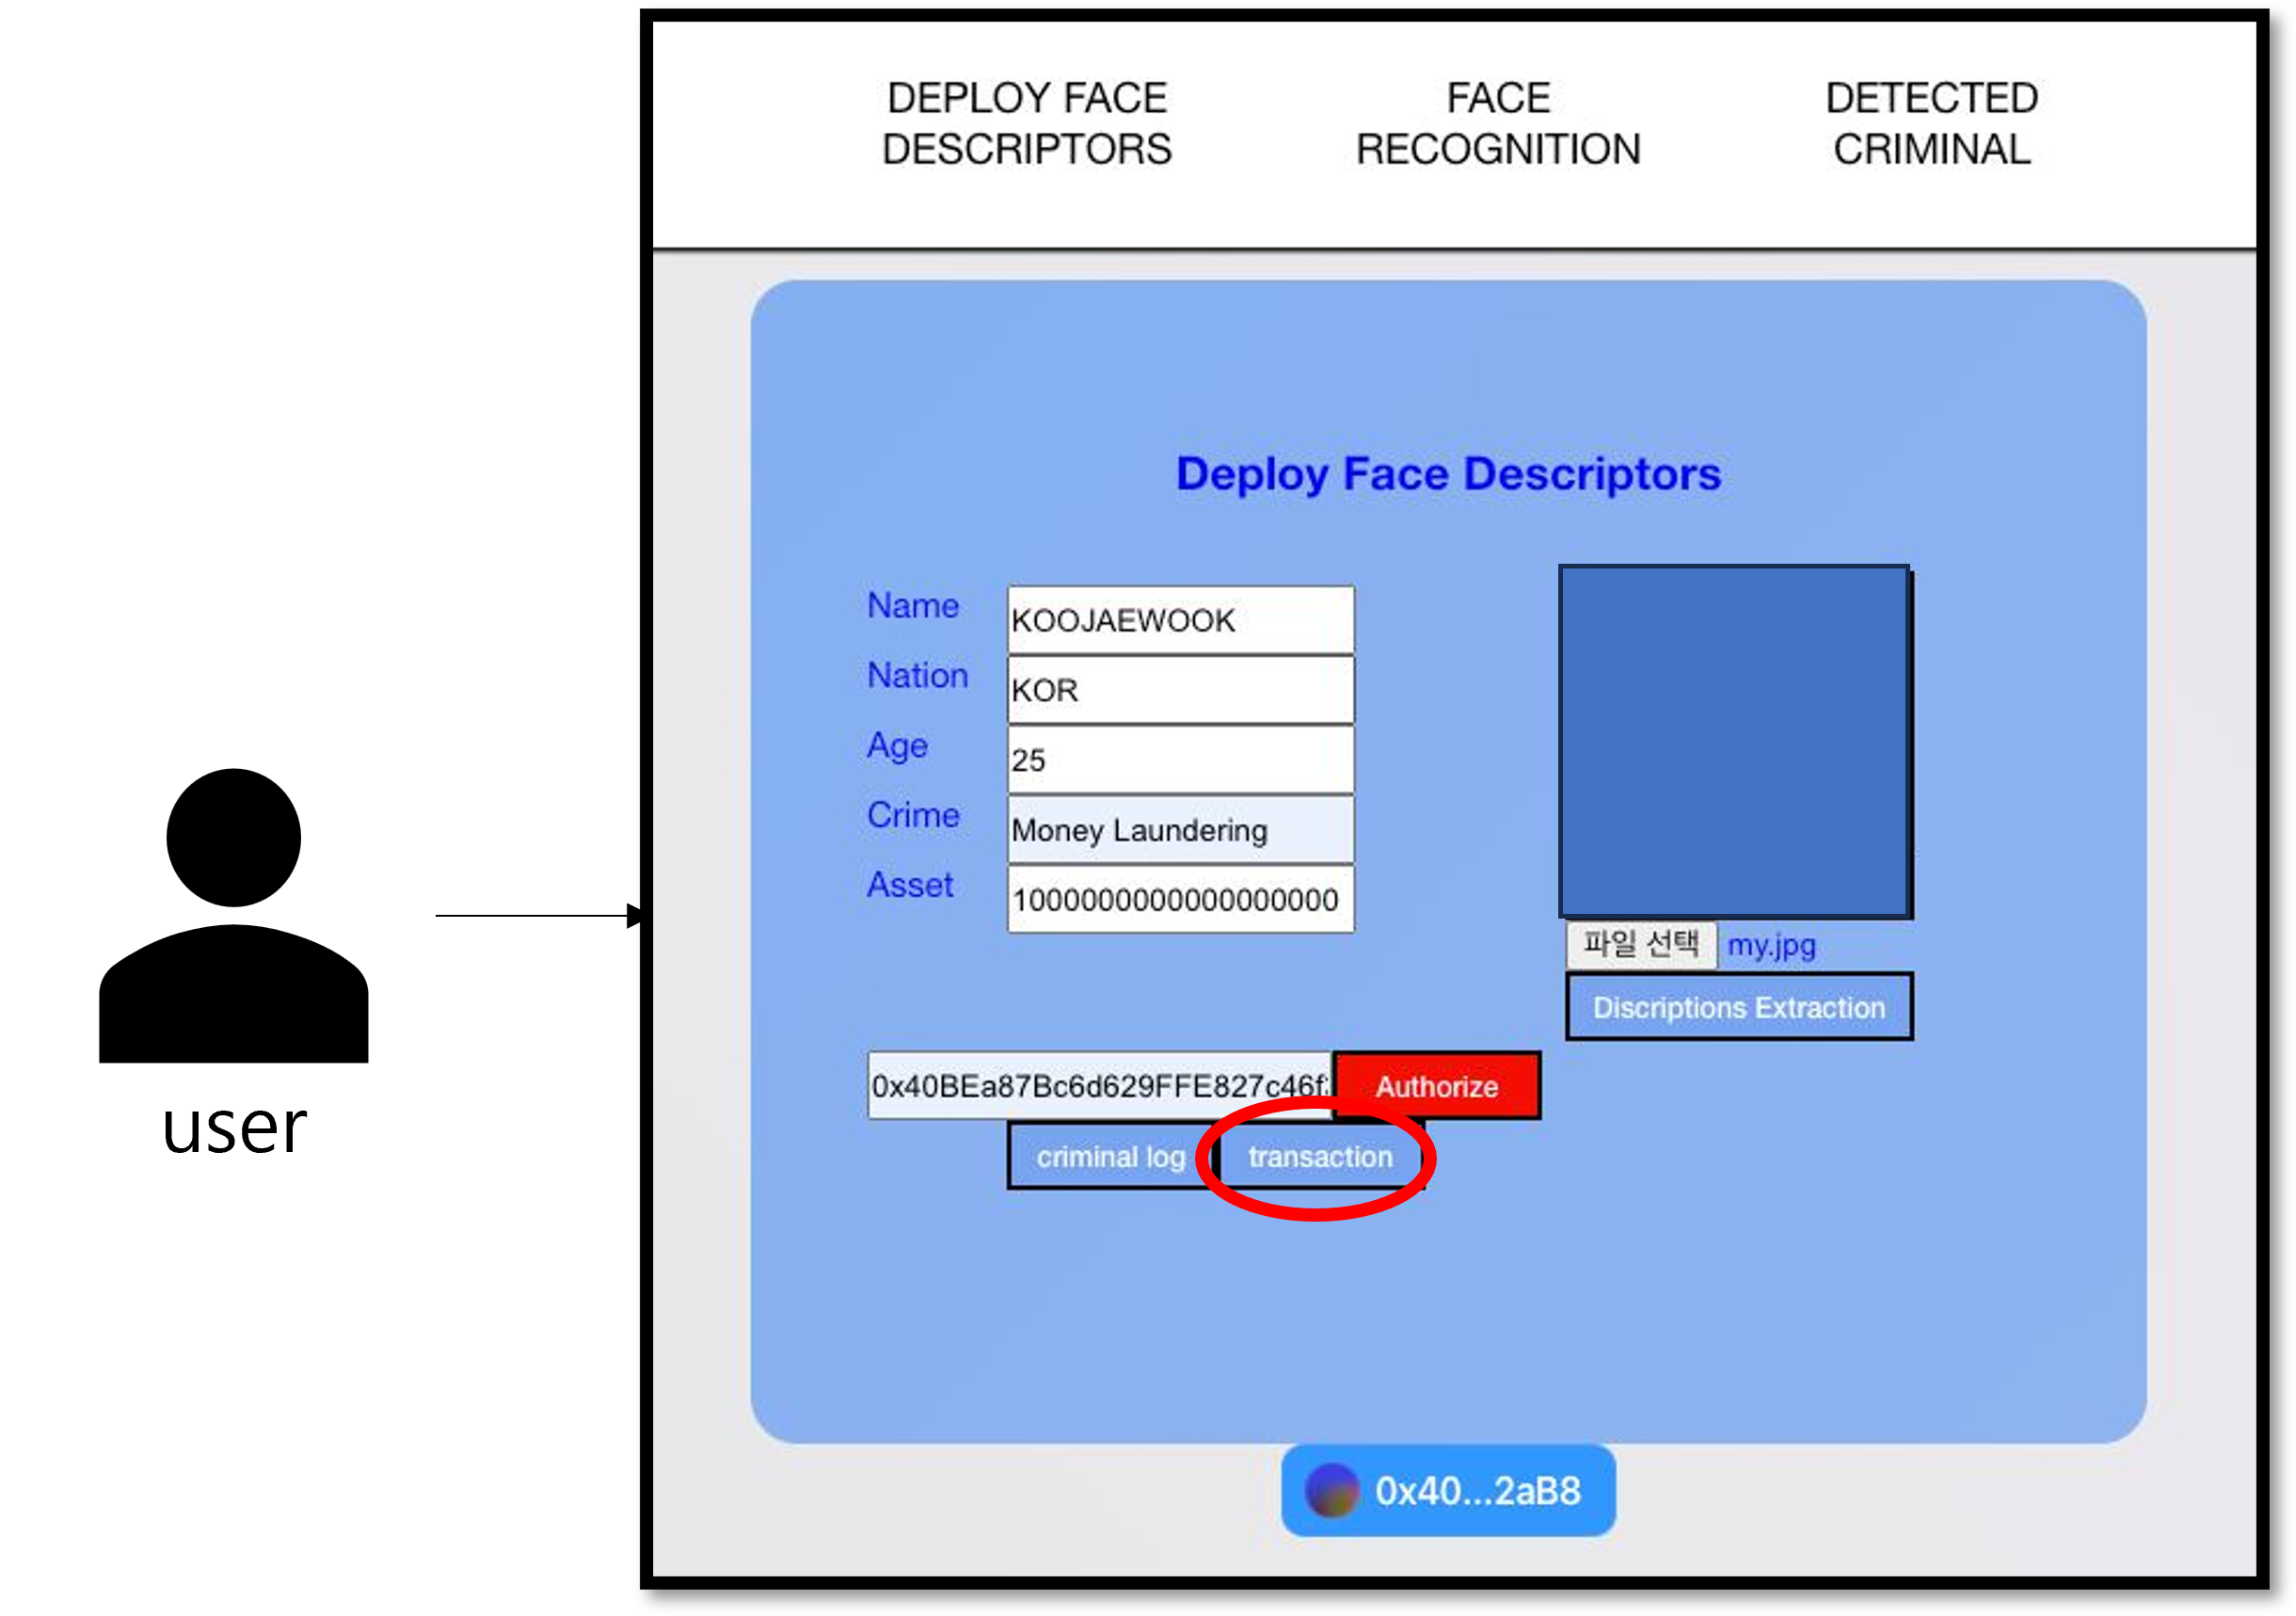 DEPLOY FACE
DESCRIPTORS
FACE
RECOGNITION
DETECTED
CRIMINAL
Deploy Face Descriptors
Name
KOOJAEWOOK
Nation
KOR
Age
25
Crime
Money Laundering
Asset
1000000000000000000
파일 선택 my.jpg
Discriptions Extraction
0x40BEa87Bc6d629FFE827c46f
Authorize
criminal log
transaction
user
0x40...2aB8